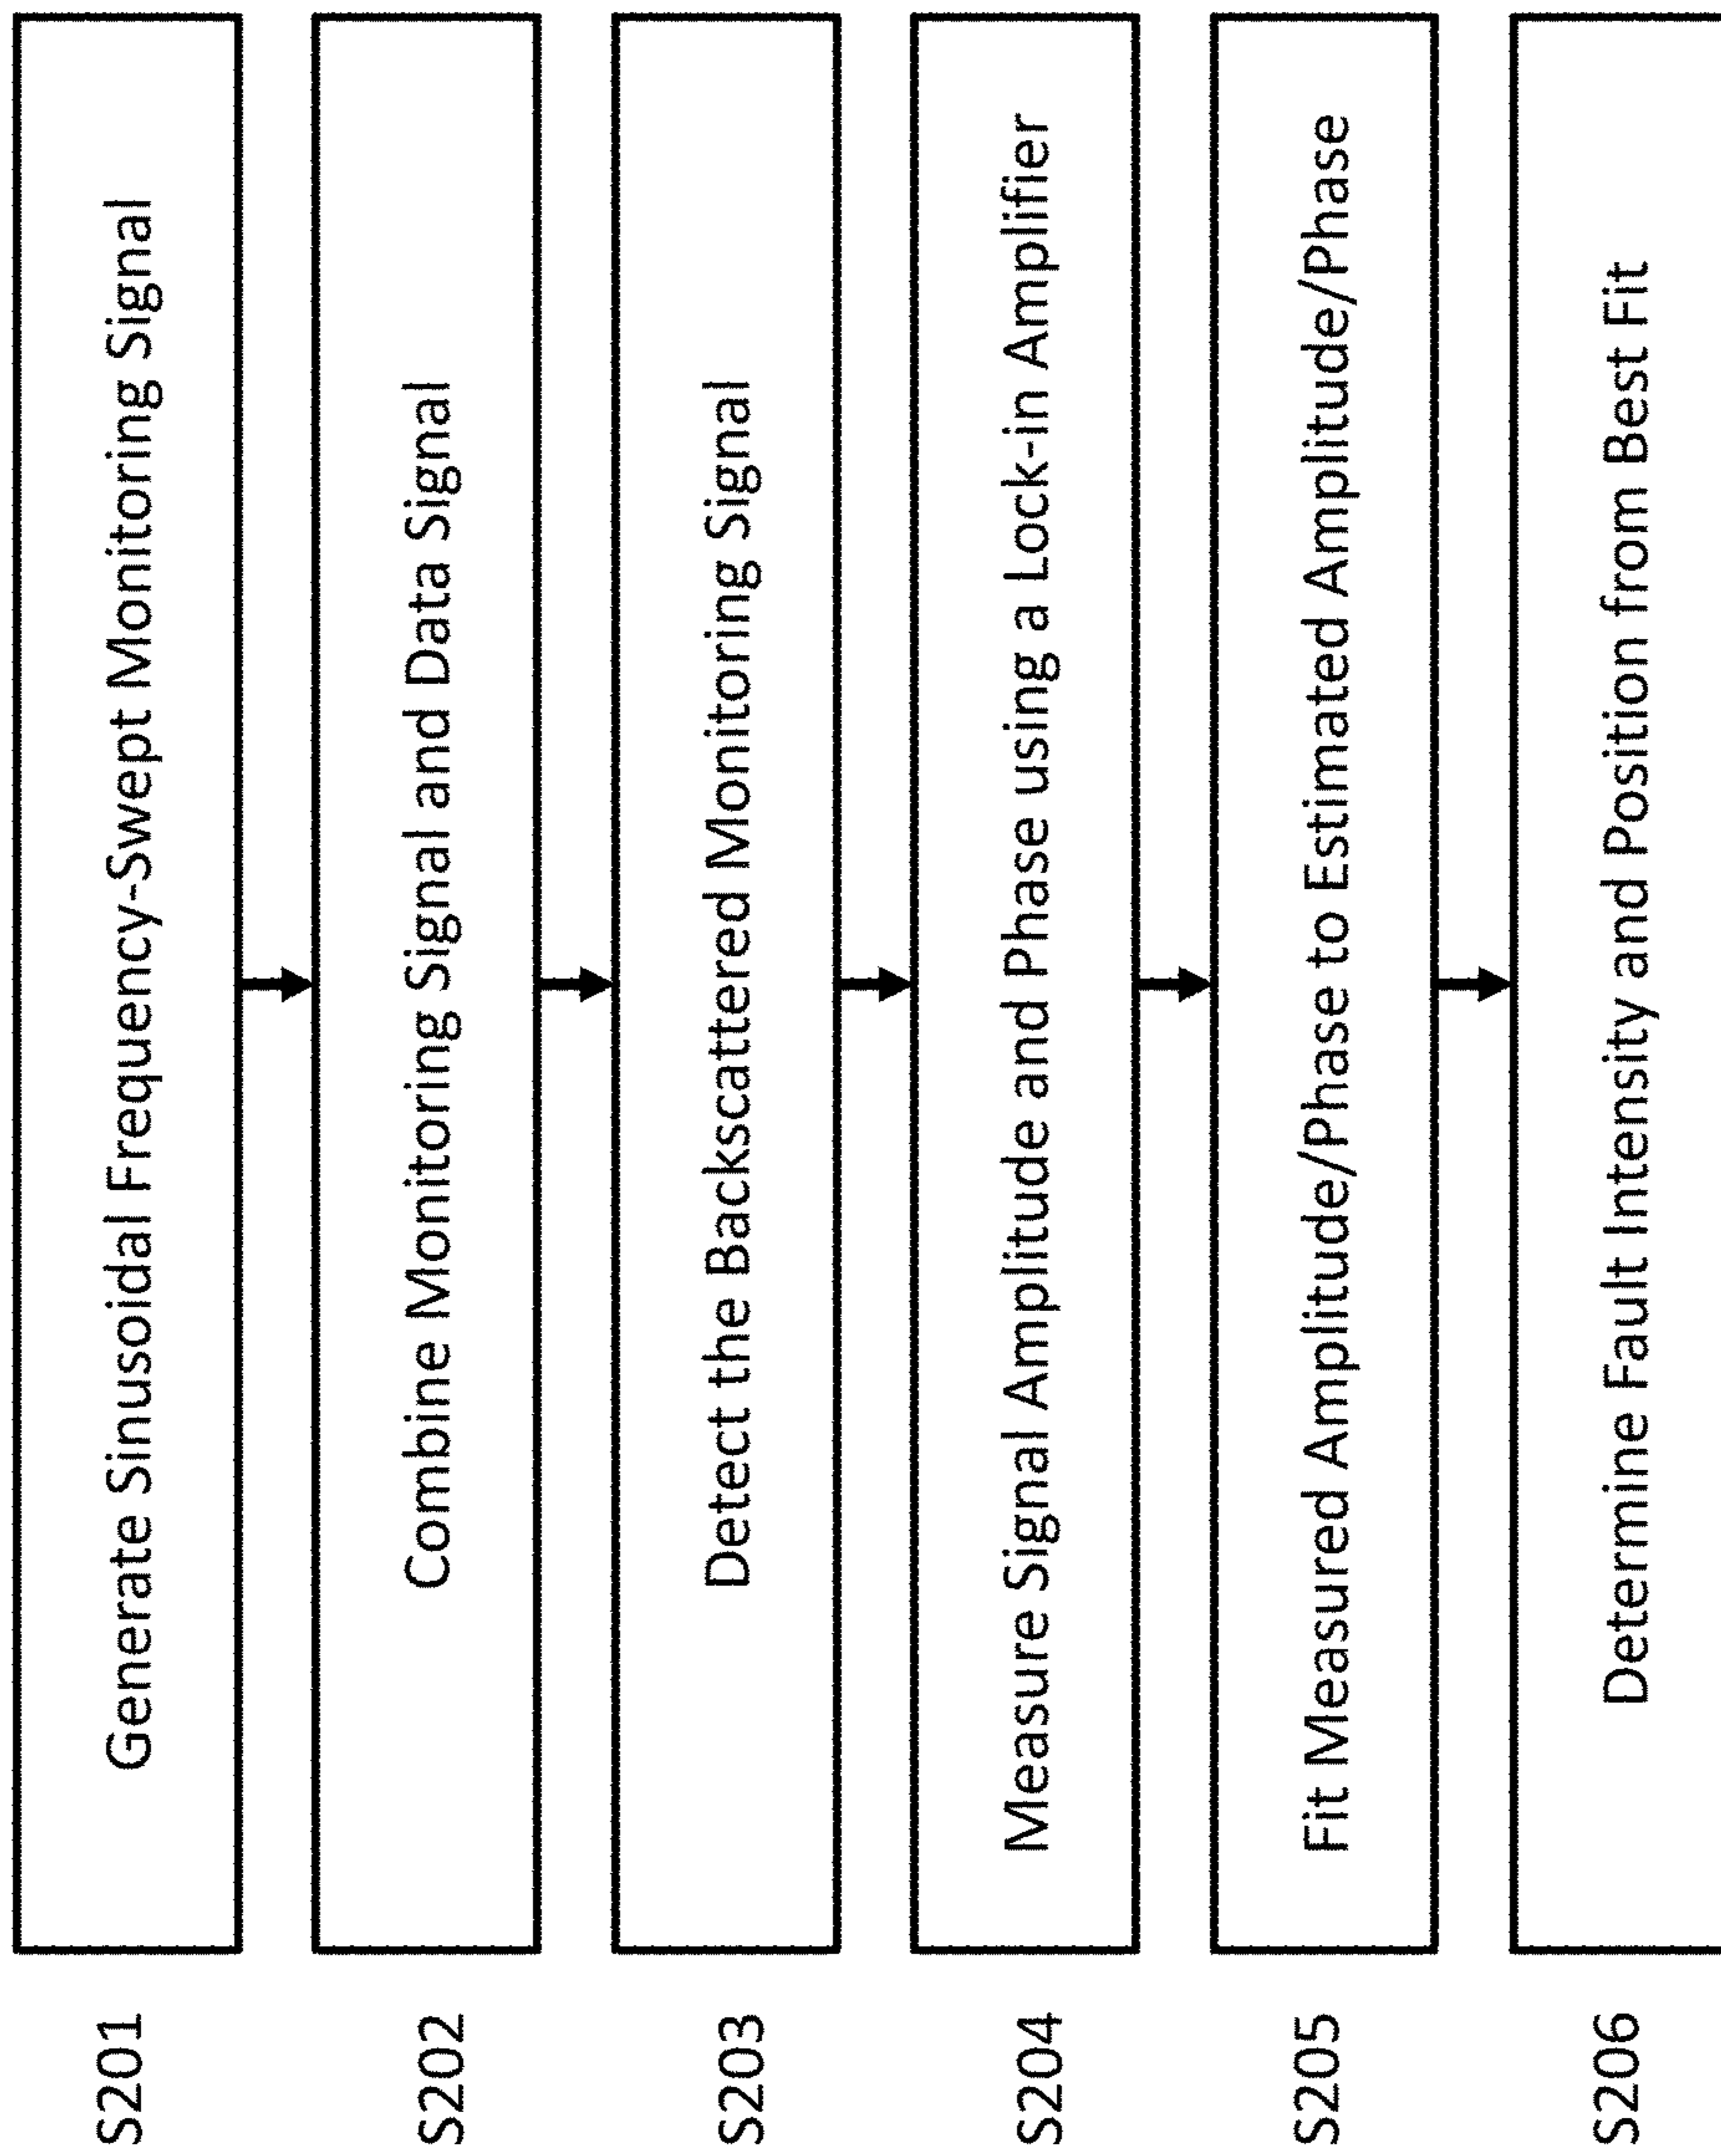 S201 Generate Sinusoidal Frequency-Swept Monitoring Signal
S202 Combine Monitoring Signal and Data Signal
S203 Detect the Backscattered Monitoring Signal
S204 Measure Signal Amplitude and Phase using a Lock-in Amplifier
S205 Fit Measured Amplitude/Phase to Estimated Amplitude/Phase
S206 Determine Fault Intensity and Position from Best Fit